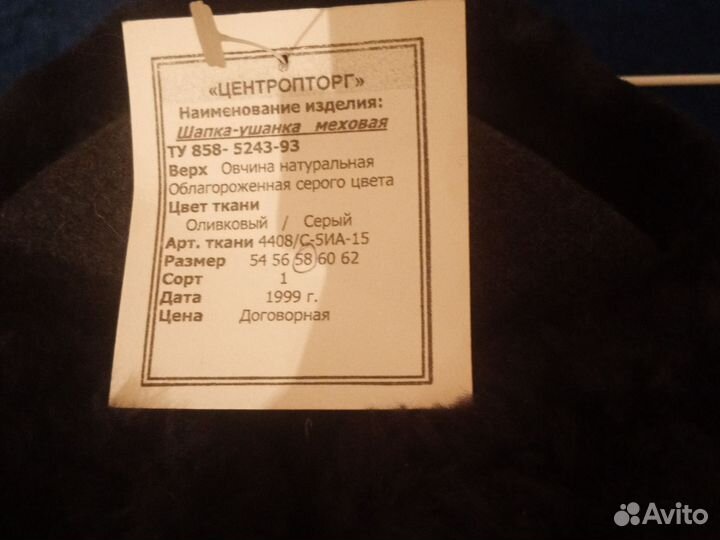 «ЦЕНТРОПТОРГ»
Наименование изделия:
Шапка-ушанка меховая
ТУ 858- 5243-93
Верх Овчина натуральная
Облагороженная серого цвета
Цвет ткани
Оливковый / Серый
Арт. ткани 4408/С-5ИА-15
Размер 54 56 58 60 62
Сорт 1
Дата 1999 г.
Цена Договорная
Avito